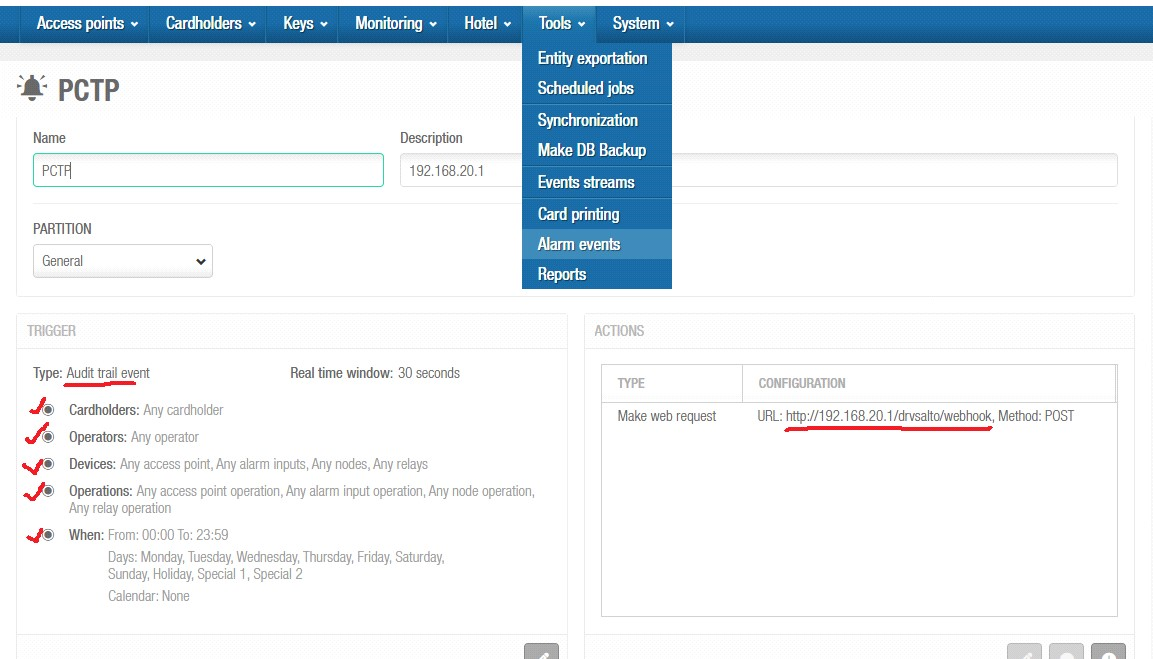 Access points Cardholders Keys Monitoring Hotel Tools System
Entity exportation
Scheduled jobs
Synchronization
Make DB Backup
Events streams
Card printing
Alarm events
Reports
PCTP
Name
PCTP
Description
192.168.20.1
PARTITION
General
TRIGGER
Type: Audit trail event Real time window: 30 seconds
Cardholders: Any cardholder
Operators: Any operator
Devices: Any access point, Any alarm inputs, Any nodes, Any relays
Operations: Any access point operation, Any alarm input operation, Any node operation,
Any relay operation
When: From: 00:00 To: 23:59
Days: Monday, Tuesday, Wednesday, Thursday, Friday, Saturday,
Sunday, Holiday, Special 1, Special 2
Calendar: None
ACTIONS
TYPE CONFIGURATION
Make web request URL: http://192.168.20.1/drvsalto/webhook, Method: POST